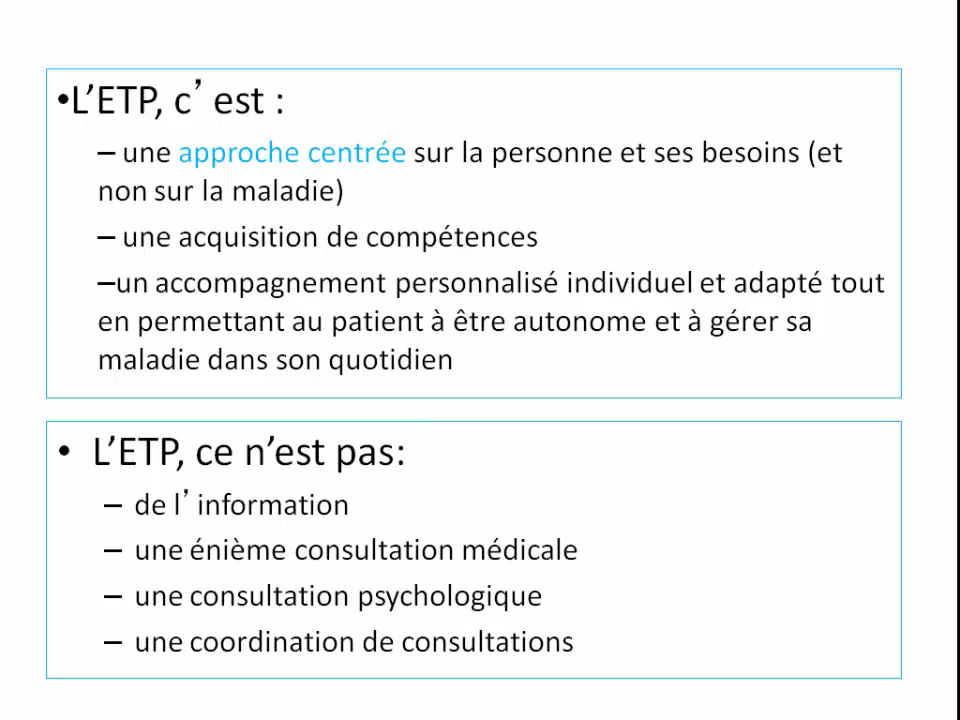 •L’ETP, c’ est :
– une approche centrée sur la personne et ses besoins (et
non sur la maladie)
– une acquisition de compétences
–un accompagnement personnalisé individuel et adapté tout
en permettant au patient à être autonome et à gérer sa
maladie dans son quotidien
• L’ETP, ce n’est pas:
– de l’ information
– une énième consultation médicale
– une consultation psychologique
– une coordination de consultations